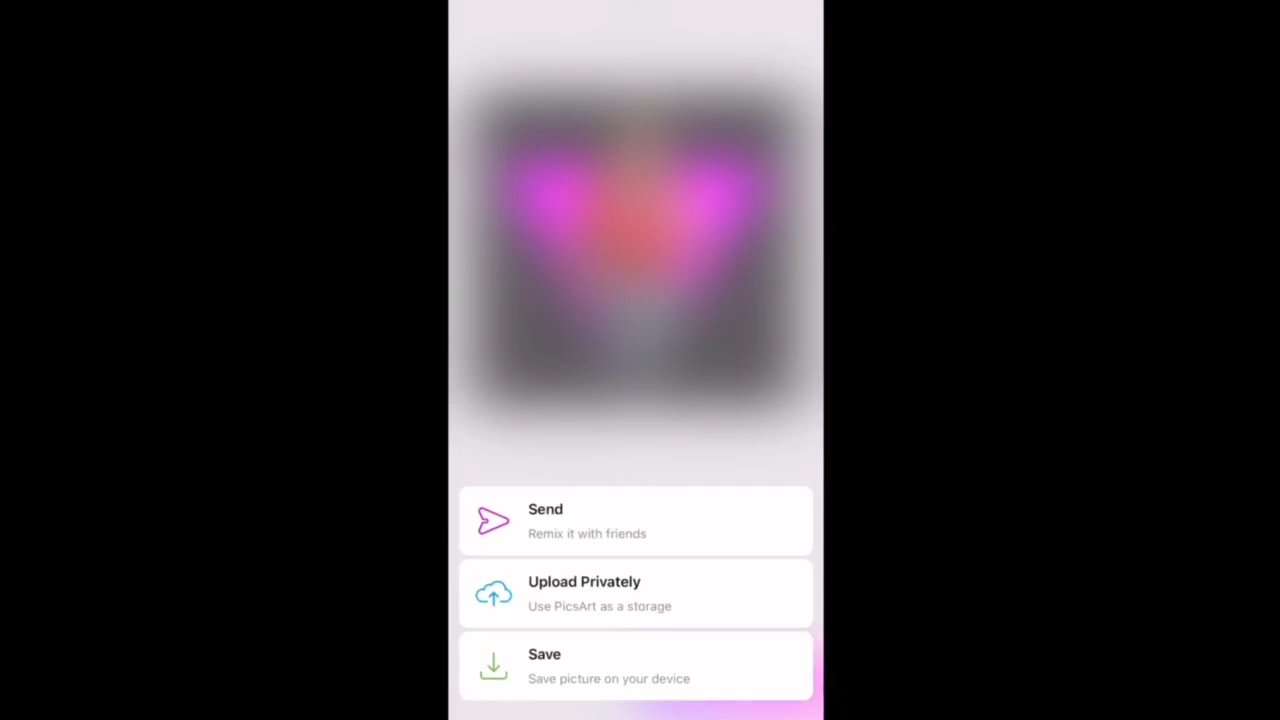 Send
Remix it with friends
Upload Privately
Use PicsArt as a storage
Save
Save picture on your device